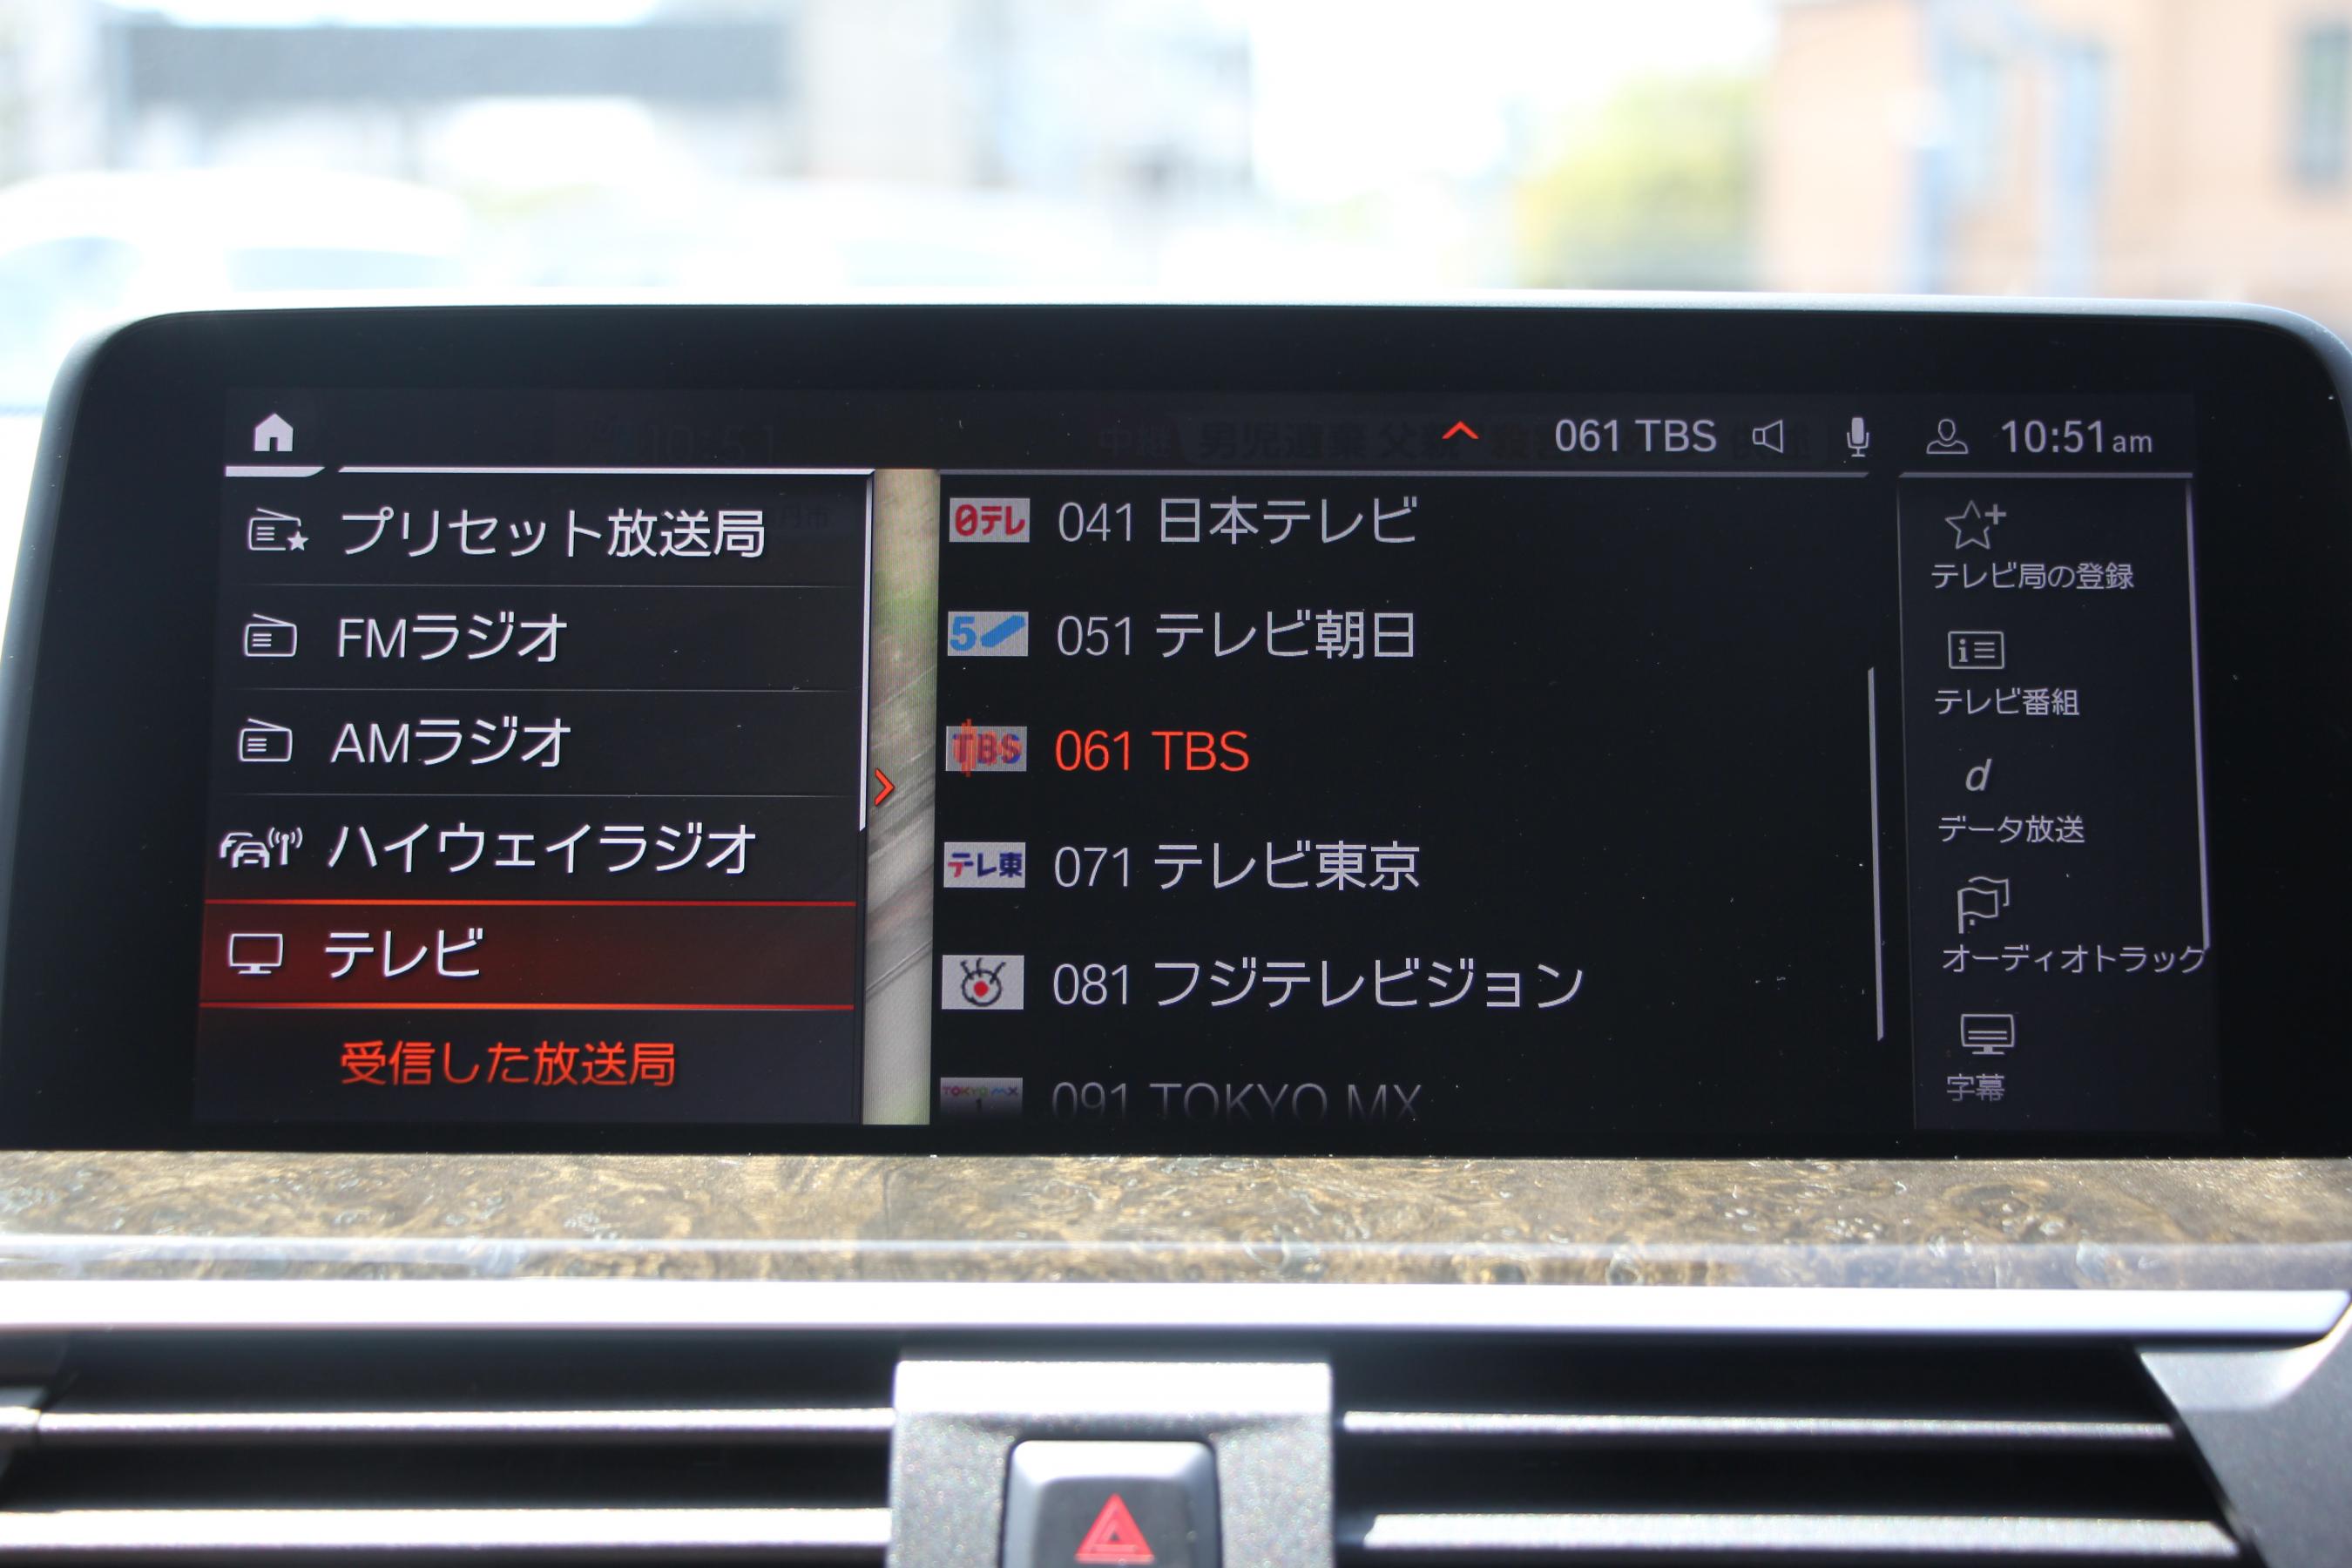 061 TBS
10:51am
プリセット放送局
FMラジオ
AMラジオ
ハイウェイラジオ
テレビ
受信した放送局
日テレ 041 日本テレビ
5 051 テレビ朝日
TBS 061 TBS
テレ東 071 テレビ東京
081 フジテレビジョン
TOKYO MX 1 091 TOKYO MX
テレビ局の登録
テレビ番組
d
データ放送
オーディオトラック
字幕